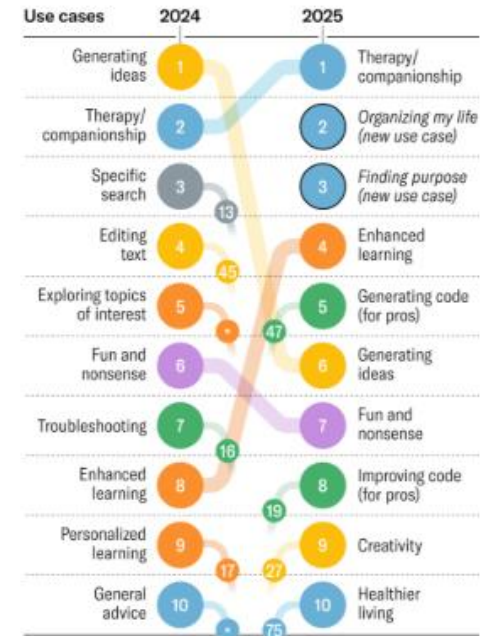 Use cases 2024 2025
Generating
ideas
1
1
Therapy/
companionship
Therapy/
companionship
2
2
Organizing my life
(new use case)
Specific
search
3
13
3
Finding purpose
(new use case)
Editing
text
4
45
4
Enhanced
learning
Exploring topics
of interest
5
*
47
5
Generating code
(for pros)
Fun and
nonsense
6
6
Generating
ideas
Troubleshooting
7
16
7
Fun and
nonsense
Enhanced
learning
8
19
8
Improving code
(for pros)
Personalized
learning
9
17
27
9
Creativity
General
advice
10
*
75
10
Healthier
living